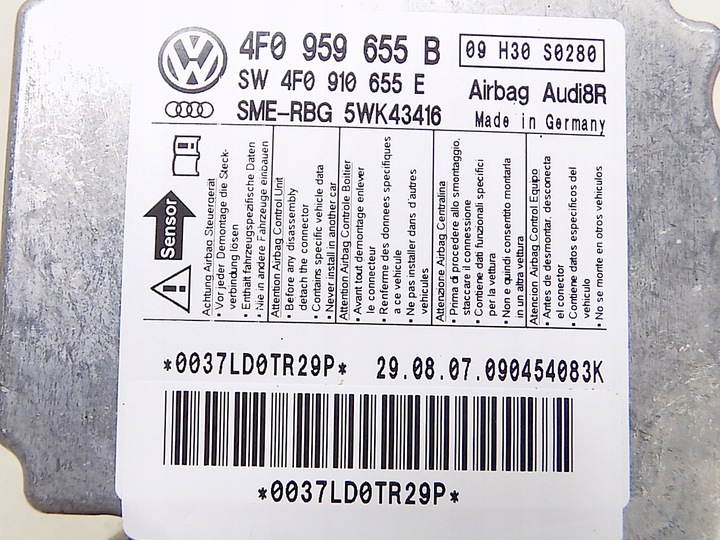 4F0 959 655 B
09 H30 S0280
SW 4F0 910 655 E
Airbag Audi8R
SME-RBG 5WK43416
Made in Germany
Sensor
Achtung Airbag Steuergerät
• Vor jeder Demontage die Steck-
verbindung lösen
• Enthält fahrzeugspezifische Daten
• Nie in andere Fahrzeuge einbauen
Attention Airbag Control Unit
• Before any disassembly
detach the connector
• Contains specific vehicle data
• Never install in another car
Attention Airbag Controle Boitier
• Avant tout demontage enlever
le connecteur
• Renferme des donnees specifiques
a ce vehicule
• Ne pas installer dans d'autres
vehicules
Attenzione Airbag Centralina
• Prima di procedere allo smontaggio,
staccare il connessione
• Contiene dati funzionali specifici
per la vettura
• Non e quindi consentito montarla
in un altra vettura
Atencion Airbag Control Equipo
• Antes de desmontar, desconecta
el conector
• Contiene datos especificos del
vehiculo
• No se monte en otros vehiculos
*0037LD0TR29P*
29.08.07.090454083K
*0037LD0TR29P*